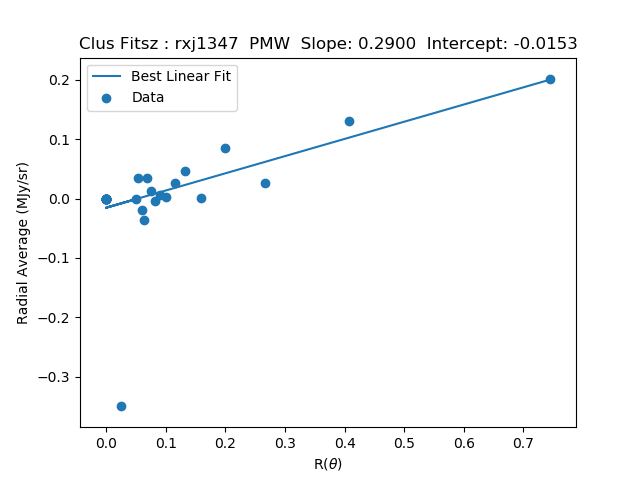 Clus Fitsz : rxj1347  PMW  Slope: 0.2900  Intercept: -0.0153
Best Linear Fit
Data
Radial Average (MJy/sr)
0.2
0.1
0.0
−0.1
−0.2
−0.3
0.0 0.1 0.2 0.3 0.4 0.5 0.6 0.7
R(θ)